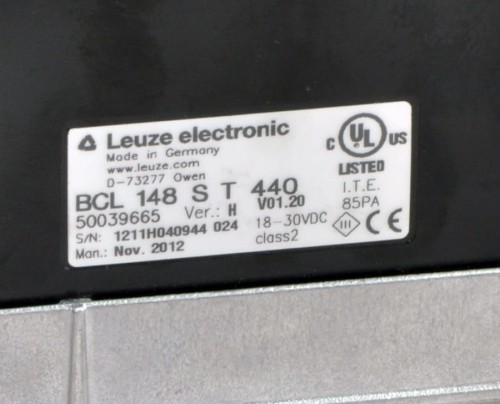 Leuze electronic
Made in Germany
www.leuze.com
D-73277 Owen
BCL 148 S T 440
50039665 Ver.: H V01.20
S/N: 1211H040944 024 18-30VDC
Man.: Nov. 2012 class2
C UL US
LISTED
I.T.E.
85PA
III CE